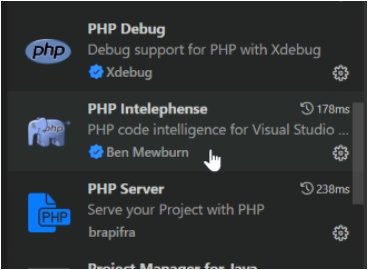 PHP Debug
php
Debug support for PHP with Xdebug
Xdebug
PHP Intelephense 178ms
php
PHP code intelligence for Visual Studio ...
Ben Mewburn
PHP Server 238ms
PHP
Serve your Project with PHP
brapifra
Project Manager for Java